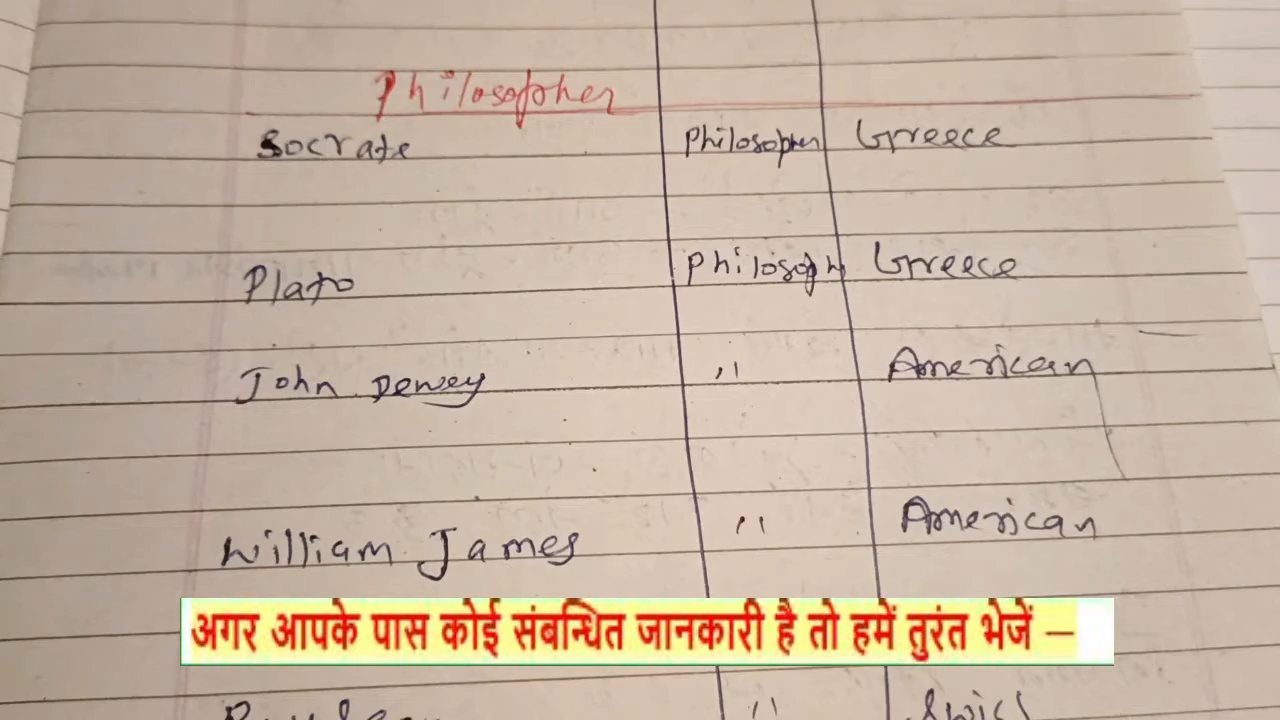 Philosopher
Socrate Philosopher Greece
Plato Philosoph Greece
John Dewey " American
William James " American
अगर आपके पास कोई संबन्धित जानकारी है तो हमें तुरंत भेजें –
"